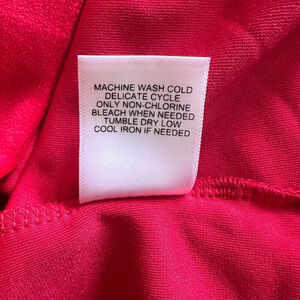 MACHINE WASH COLD
DELICATE CYCLE
ONLY NON-CHLORINE
BLEACH WHEN NEEDED
TUMBLE DRY LOW
COOL IRON IF NEEDED